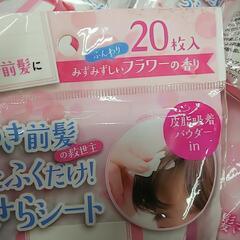 前髪に
20枚入
ふんわり
みずみずしいフラワーの香り
き前髪
の救世主
ふくだけ!
さらシート
皮脂吸着
パウダー
in